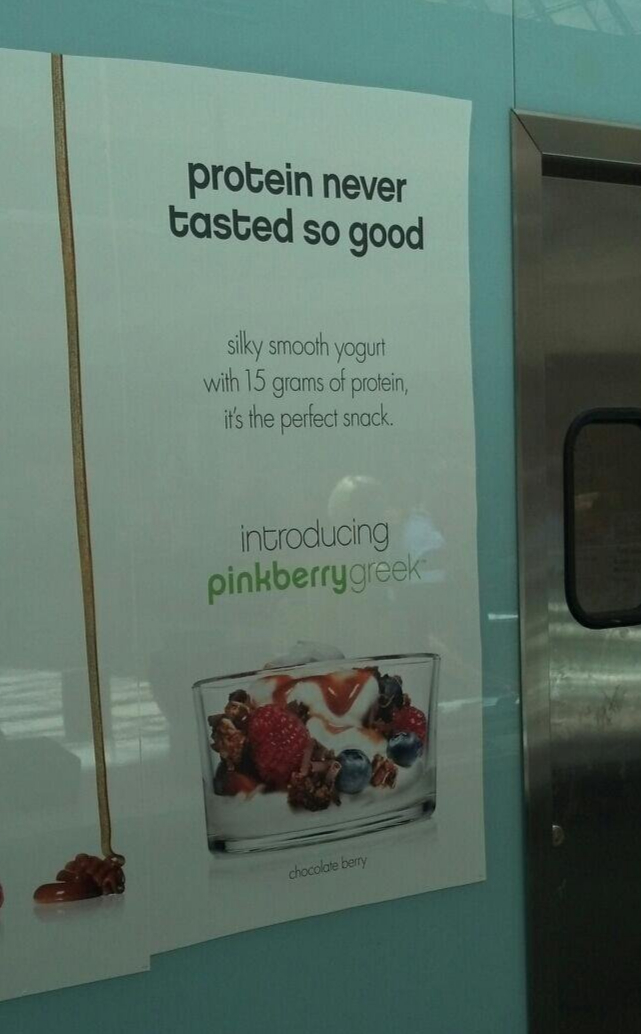 protein never
tasted so good
silky smooth yogurt
with 15 grams of protein,
it's the perfect snack.
introducing
pinkberrygreek
chocolate berry